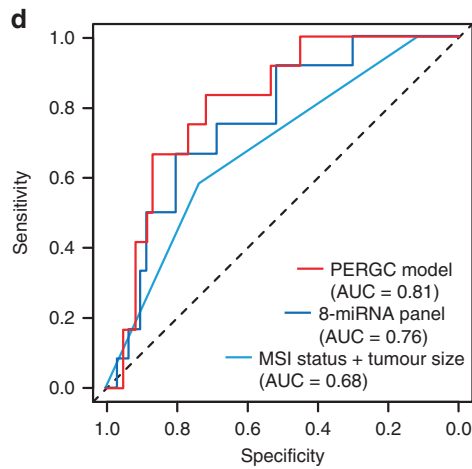 d
1.0
0.8
0.6
0.4
0.2
0.0
Sensitivity
PERGC model
(AUC = 0.81)
8-miRNA panel
(AUC = 0.76)
MSI status + tumour size
(AUC = 0.68)
1.0 0.8 0.6 0.4 0.2 0.0
Specificity